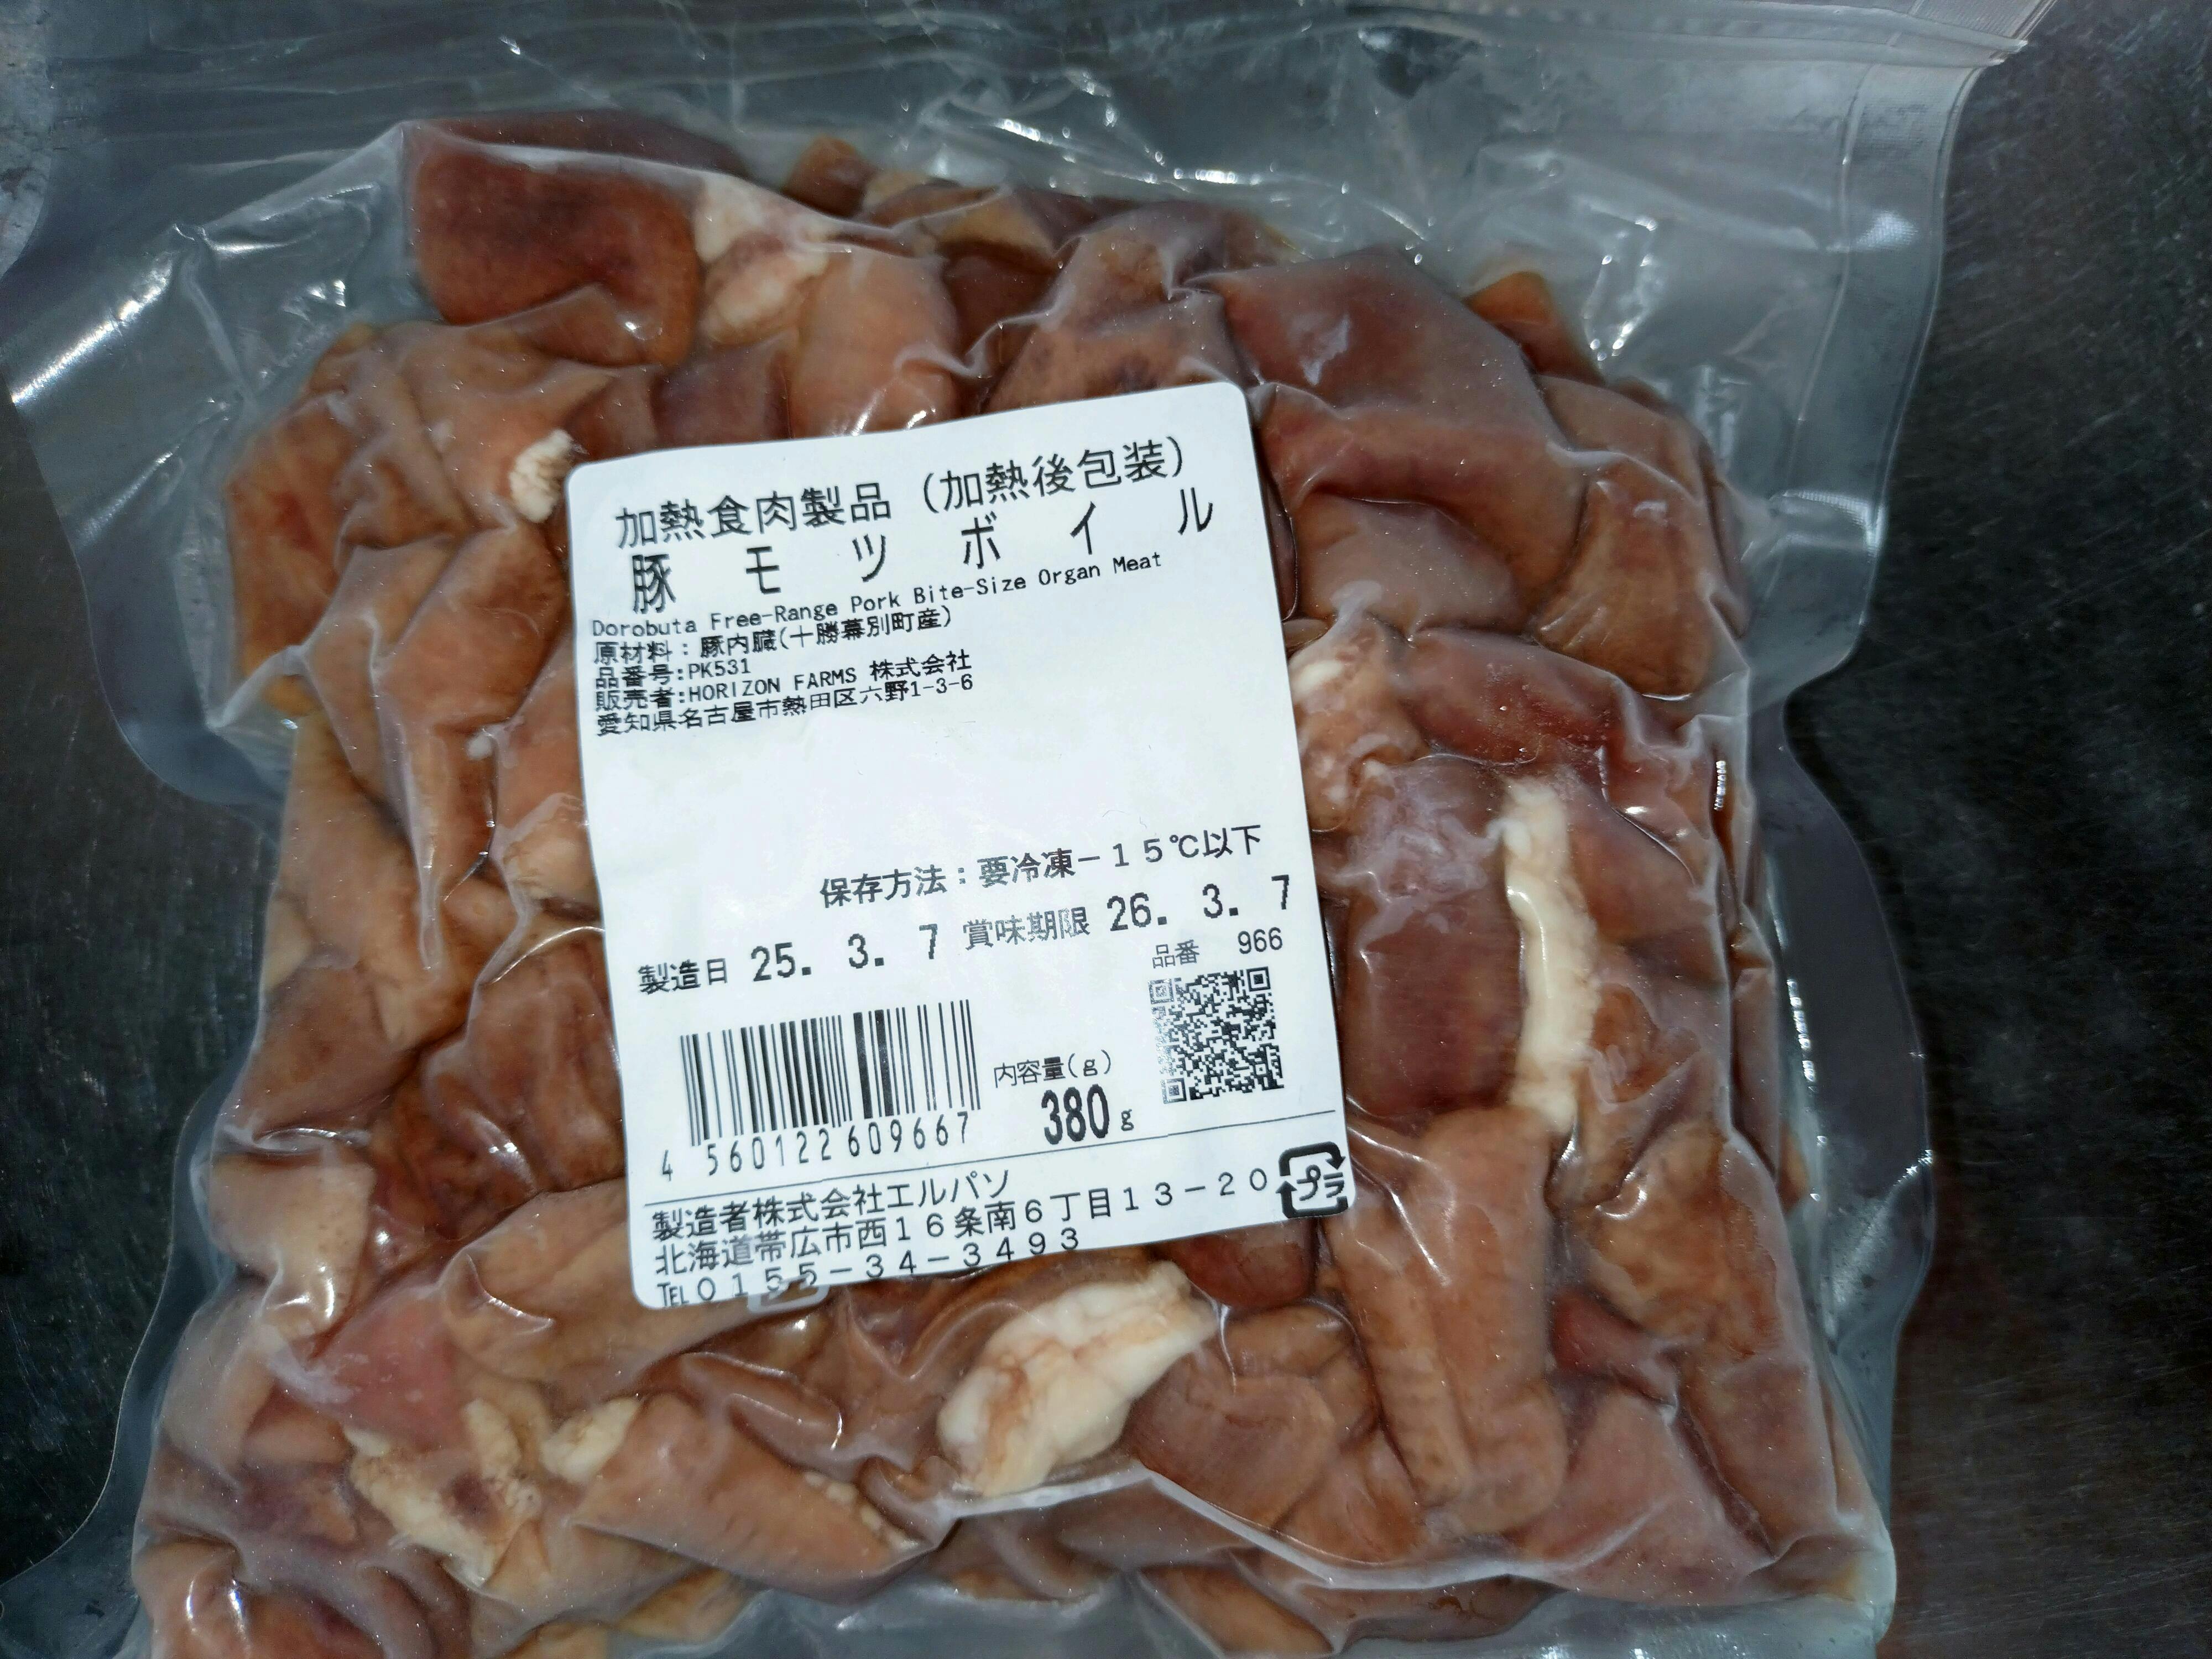 加熱食肉製品（加熱後包装）
豚モツボイル
Dorobuta Free-Range Pork Bite-Size Organ Meat
原材料：豚内臓(十勝幕別町産)
品番号:PK531
販売者:HORIZON FARMS 株式会社
愛知県名古屋市熱田区六野1-3-6
保存方法：要冷凍－１５℃以下
製造日 25. 3. 7 賞味期限 26. 3. 7
品番 966
内容量(g)
380g
4 560122 609667
製造者株式会社エルパソ
北海道帯広市西１６条南６丁目１３－２０
TEL０１５５－３４－３４９３
プラ